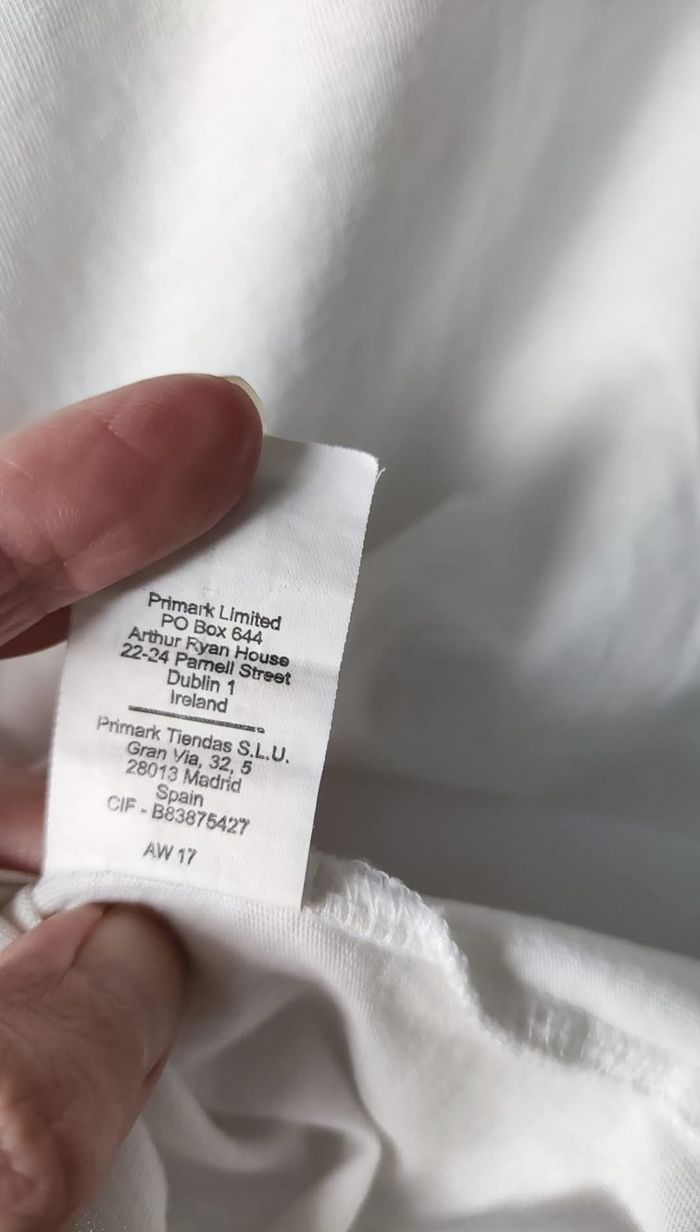 Primark Limited
PO Box 644
Arthur Ryan House
22-24 Parnell Street
Dublin 1
Ireland
Primark Tiendas S.L.U.
Gran Via, 32, 5
28013 Madrid
Spain
CIF - B83875427
AW 17